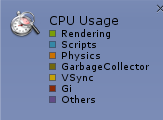 CPU Usage
Rendering
Scripts
Physics
GarbageCollector
VSync
Gi
Others